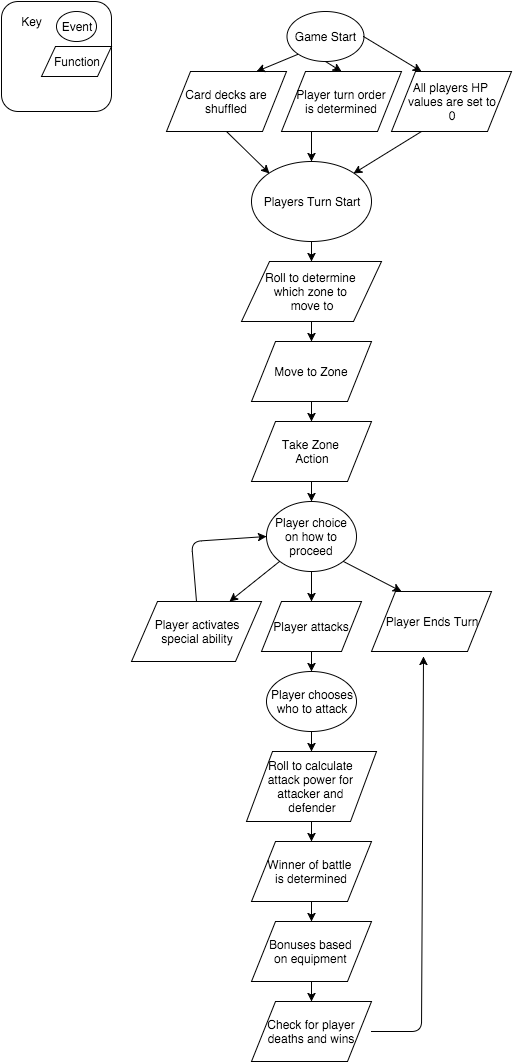 Key
Event
Function
Game Start
Card decks are
shuffled
Player turn order
is determined
All players HP
values are set to
0
Players Turn Start
Roll to determine
which zone to
move to
Move to Zone
Take Zone
Action
Player choice
on how to
proceed
Player activates
special ability
Player attacks
Player Ends Turn
Player chooses
who to attack
Roll to calculate
attack power for
attacker and
defender
Winner of battle
is determined
Bonuses based
on equipment
Check for player
deaths and wins